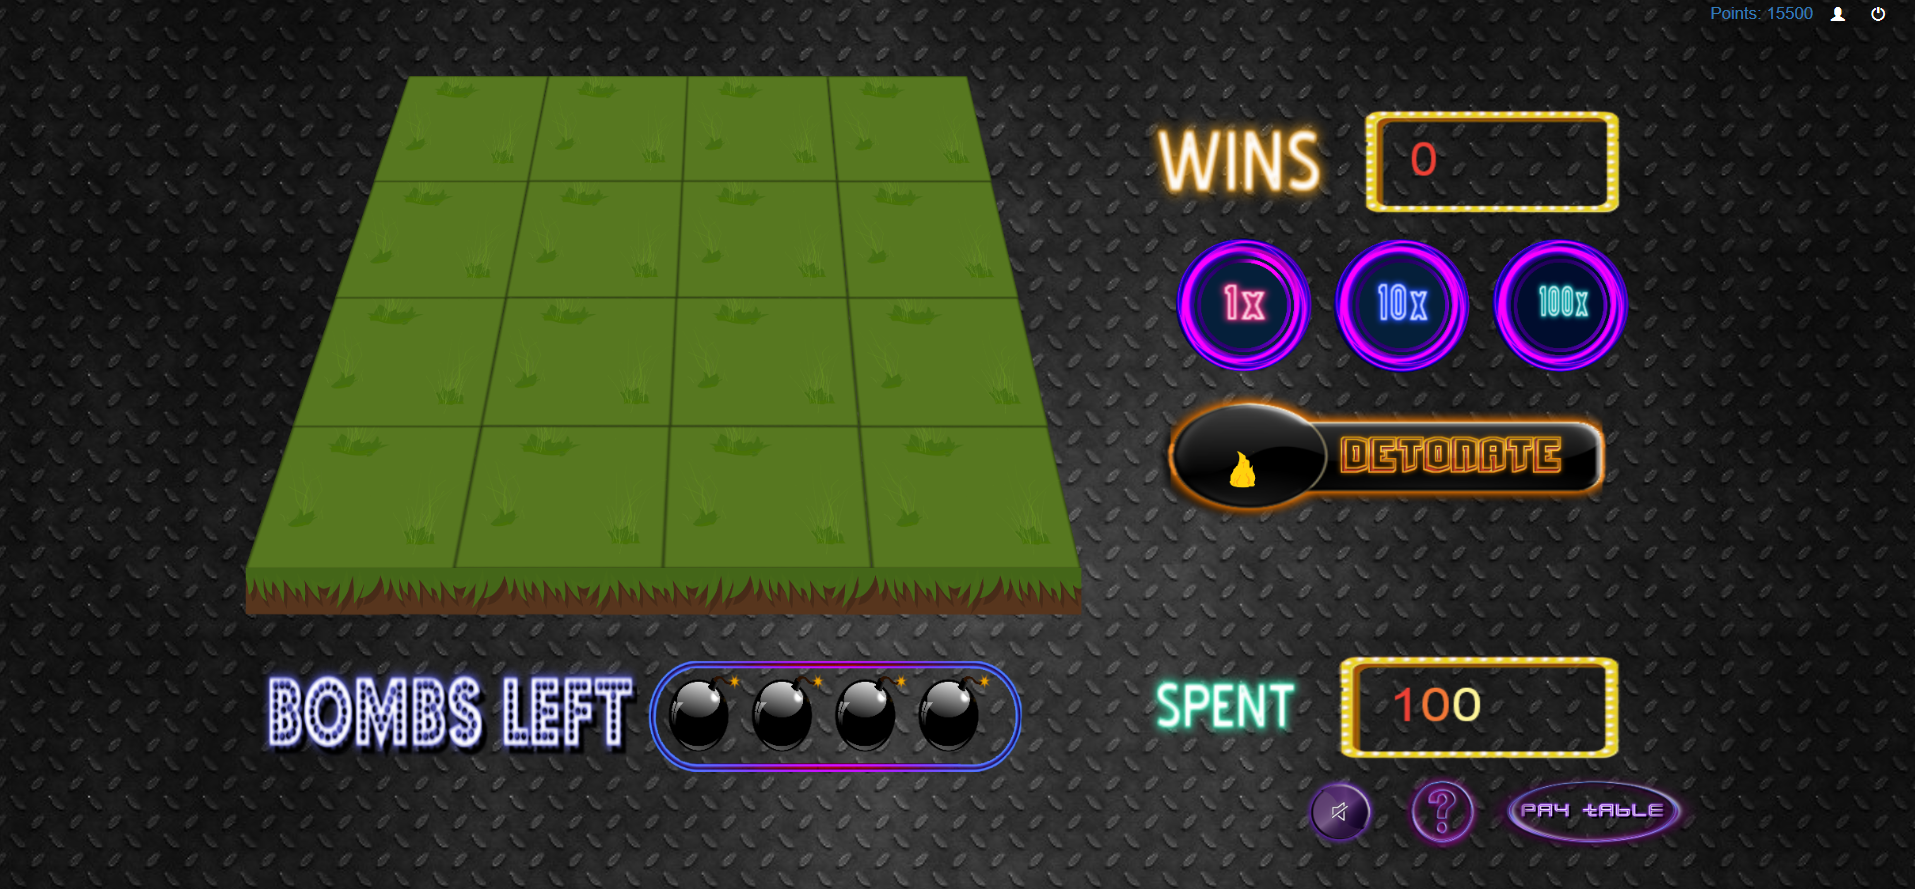 Points: 15500
WINS
0
1x
10x
100x
DETONATE
BOMBS LEFT
SPENT
100
?
PAY tAbLE